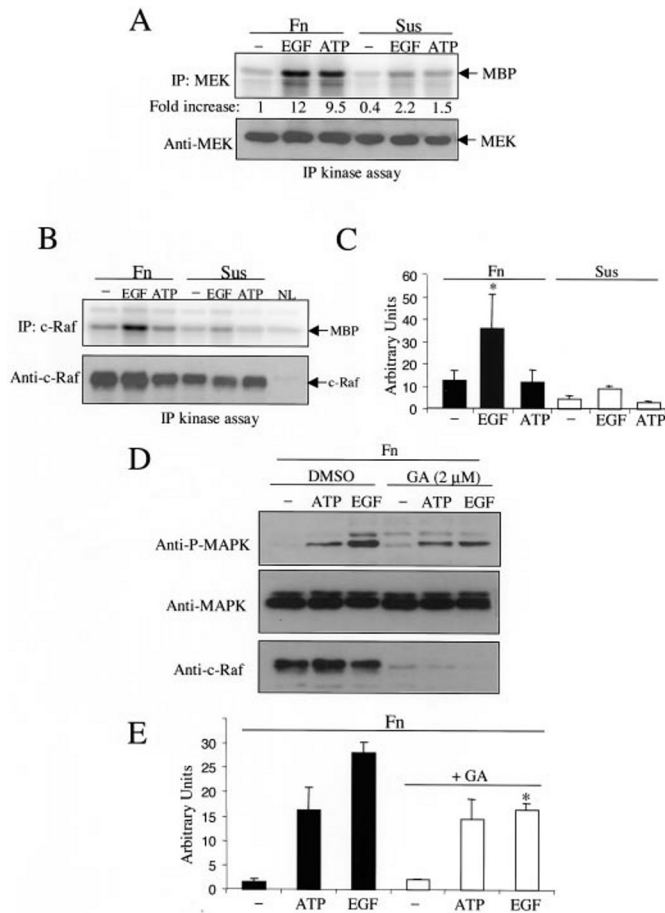 A
Fn Sus
– EGF ATP – EGF ATP
IP: MEK MBP
Fold increase: 1 12 9.5 0.4 2.2 1.5
Anti-MEK MEK
IP kinase assay
B
Fn Sus
– EGF ATP – EGF ATP NL
IP: c-Raf MBP
Anti-c-Raf c-Raf
IP kinase assay
C
Fn Sus
Arbitrary Units
60
50
40
30
20
10
0
*
– EGF ATP – EGF ATP
D
Fn
DMSO GA (2 µM)
– ATP EGF – ATP EGF
Anti-P-MAPK
Anti-MAPK
Anti-c-Raf
E
Fn
+ GA
Arbitrary Units
30
25
20
15
10
5
0
*
– ATP EGF – ATP EGF